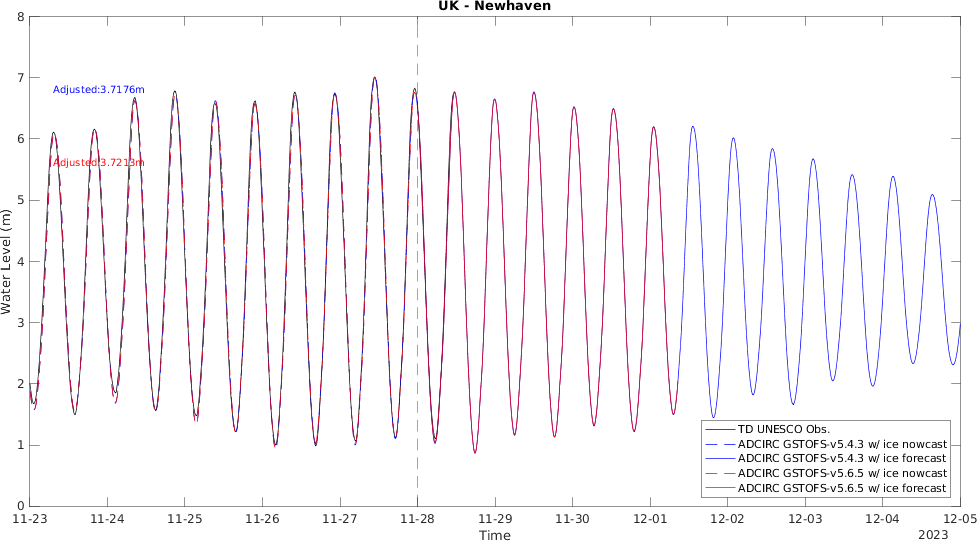 UK - Newhaven
8
7
6
5
4
3
2
1
0
Water Level (m)
Adjusted:3.7176m
Adjusted:3.7213m
TD UNESCO Obs.
ADCIRC GSTOFS-v5.4.3 w/ ice nowcast
ADCIRC GSTOFS-v5.4.3 w/ ice forecast
ADCIRC GSTOFS-v5.6.5 w/ ice nowcast
ADCIRC GSTOFS-v5.6.5 w/ ice forecast
11-23 11-24 11-25 11-26 11-27 11-28 11-29 11-30 12-01 12-02 12-03 12-04 12-05
Time
2023